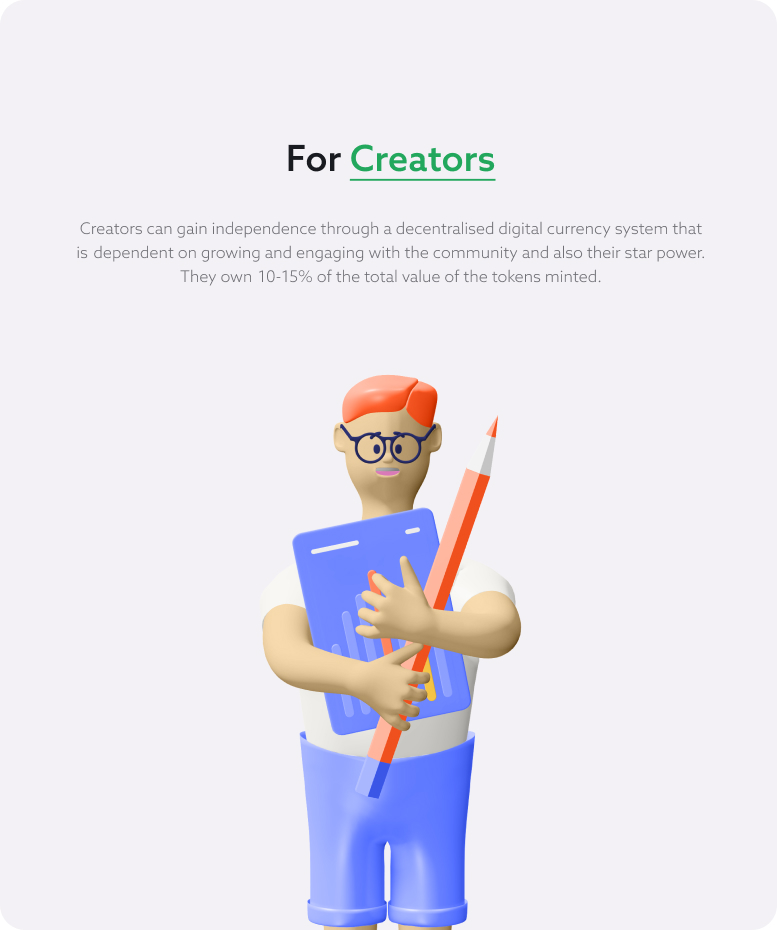 For Creators
Creators can gain independence through a decentralised digital currency system that
is dependent on growing and engaging with the community and also their star power.
They own 10-15% of the total value of the tokens minted.